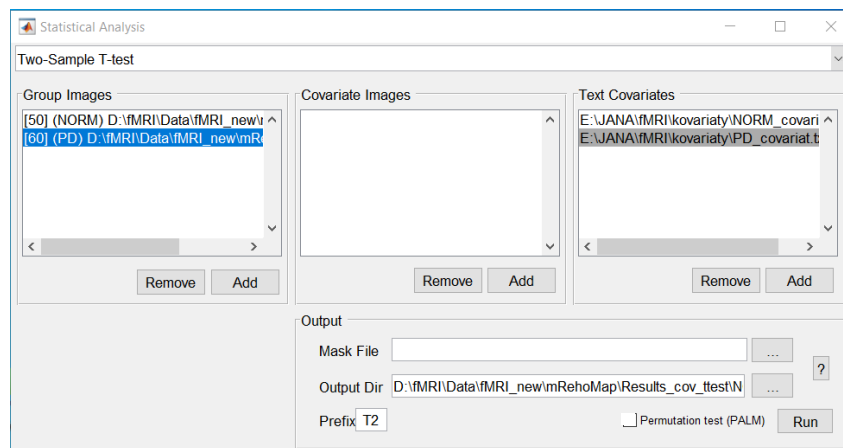 Statistical Analysis
Two-Sample T-test
Group Images
[50] (NORM) D:\fMRI\Data\fMRI_new\
[60] (PD) D:\fMRI\Data\fMRI_new\mRe
Remove Add
Covariate Images
Remove Add
Text Covariates
E:\JANA\fMRI\kovariaty\NORM_covari
E:\JANA\fMRI\kovariaty\PD_covariat.t
Remove Add
Output
Mask File ...
Output Dir D:\fMRI\Data\fMRI_new\mRehoMap\Results_cov_ttest\N ...
?
Prefix T2 Permutation test (PALM) Run